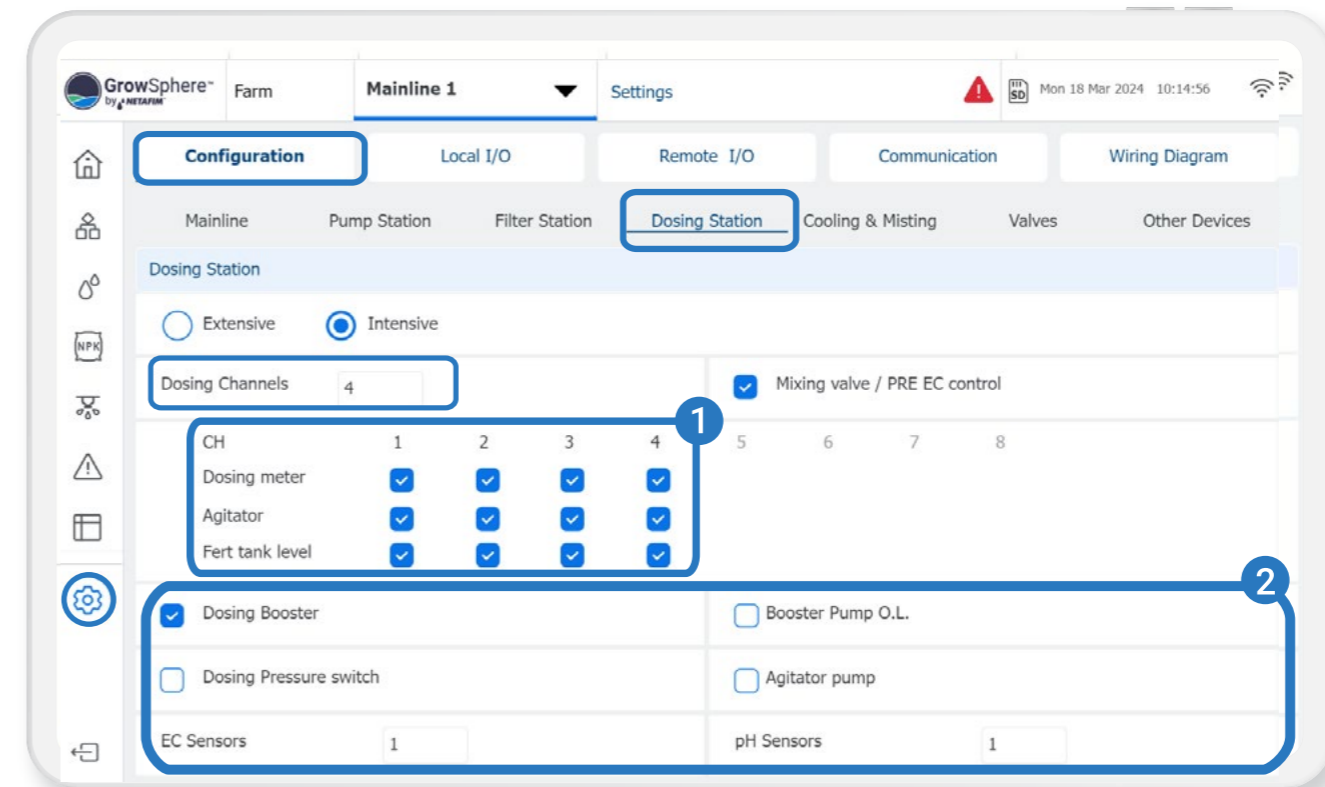 GrowSphere™ Farm Mainline 1 Settings SD Mon 18 Mar 2024 10:14:56
by NETAFIM™
Configuration Local I/O Remote I/O Communication Wiring Diagram
Mainline Pump Station Filter Station Dosing Station Cooling & Misting Valves Other Devices
Dosing Station
Extensive Intensive
NPK
Dosing Channels 4 Mixing valve / PRE EC control
1
CH 1 2 3 4 5 6 7 8
Dosing meter
Agitator
Fert tank level
2
Dosing Booster Booster Pump O.L.
Dosing Pressure switch Agitator pump
EC Sensors 1 pH Sensors 1